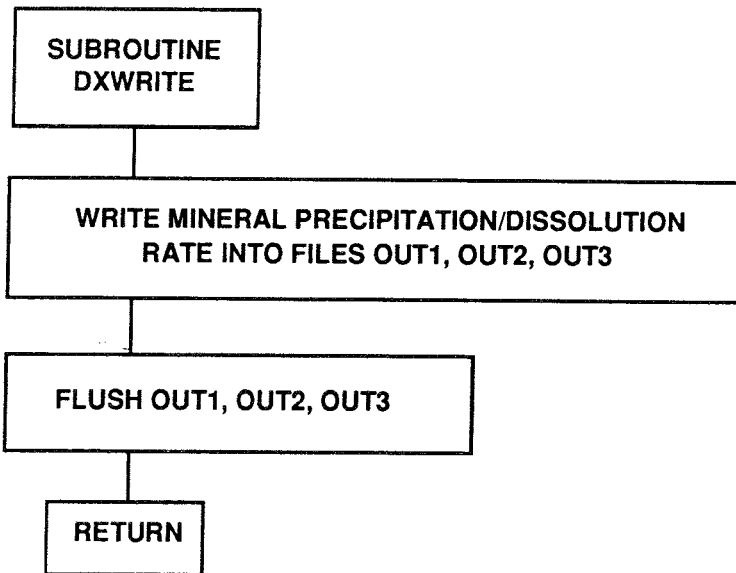 SUBROUTINE
DXWRITE
WRITE MINERAL PRECIPITATION/DISSOLUTION
RATE INTO FILES OUT1, OUT2, OUT3
FLUSH OUT1, OUT2, OUT3
RETURN